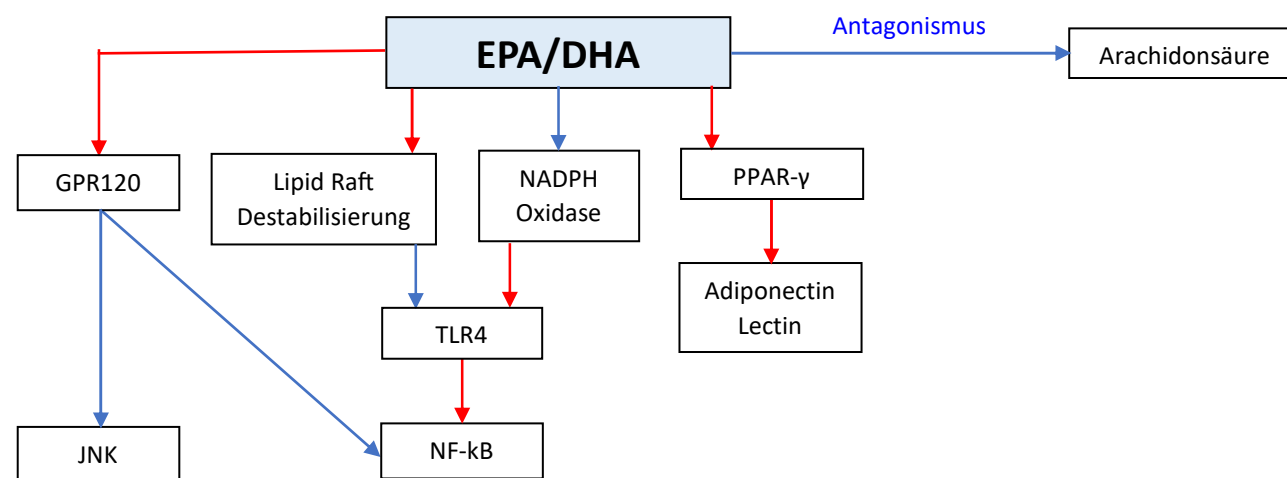 EPA/DHA
Antagonismus
Arachidonsäure
GPR120
Lipid Raft
Destabilisierung
NADPH
Oxidase
PPAR-γ
Adiponectin
Lectin
TLR4
JNK
NF-kB